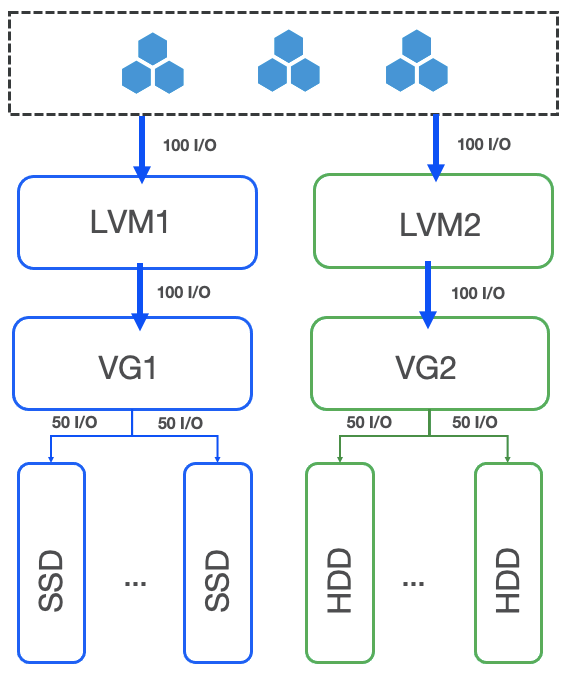 100 I/O
100 I/O
LVM1
LVM2
100 I/O
100 I/O
VG1
VG2
50 I/O
50 I/O
50 I/O
50 I/O
SSD
...
SSD
HDD
...
HDD